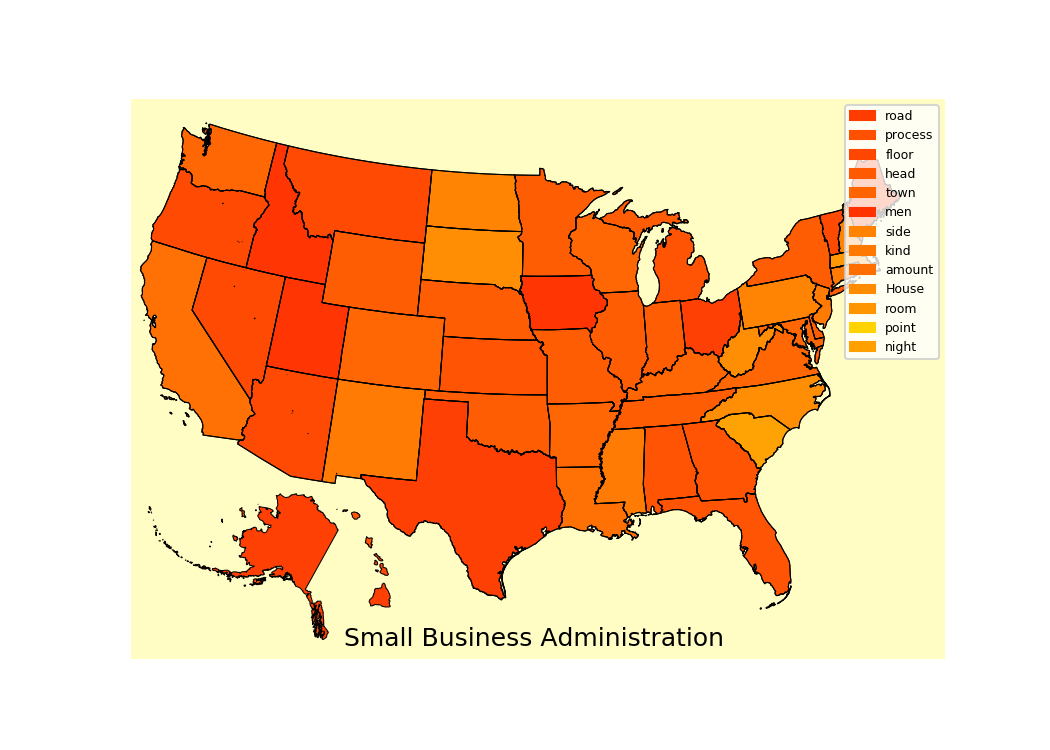 road
process
floor
head
town
men
side
kind
amount
House
room
point
night
Small Business Administration